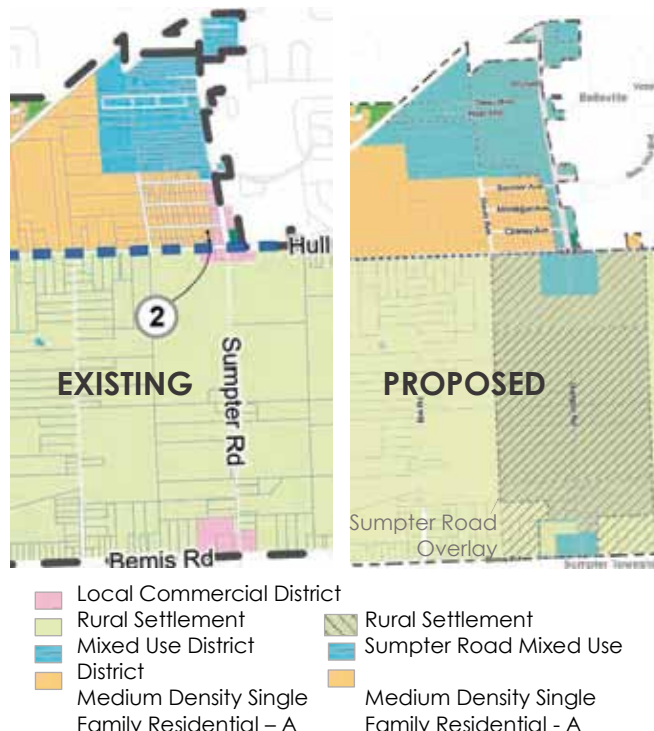 Hull
2
EXISTING
Sumpter Rd
Bemis Rd
Belleville
PROPOSED
Sumpter Road
Overlay
Local Commercial District
Rural Settlement
Mixed Use District
District
Medium Density Single
Family Residential – A
Rural Settlement
Sumpter Road Mixed Use
Medium Density Single
Family Residential - A